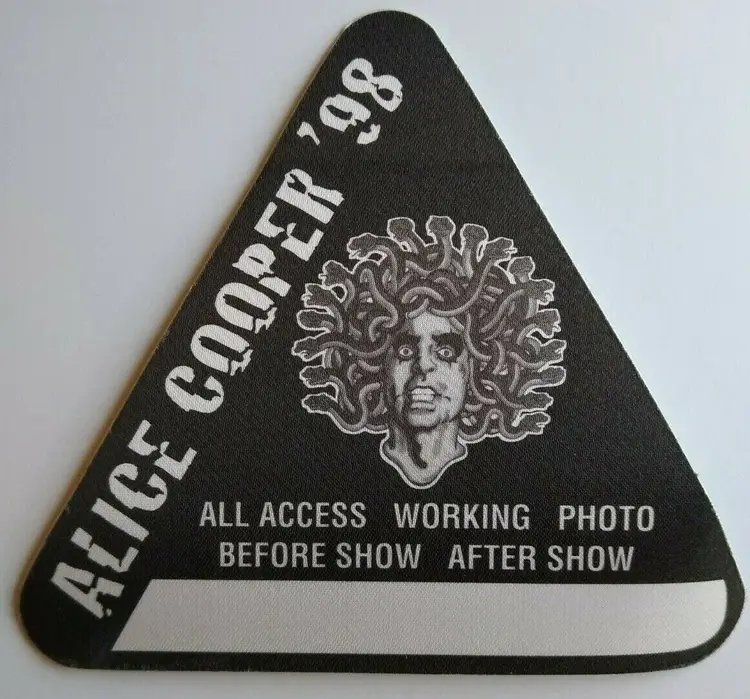 ALICE COOPER '98
ALL ACCESS WORKING PHOTO
BEFORE SHOW AFTER SHOW